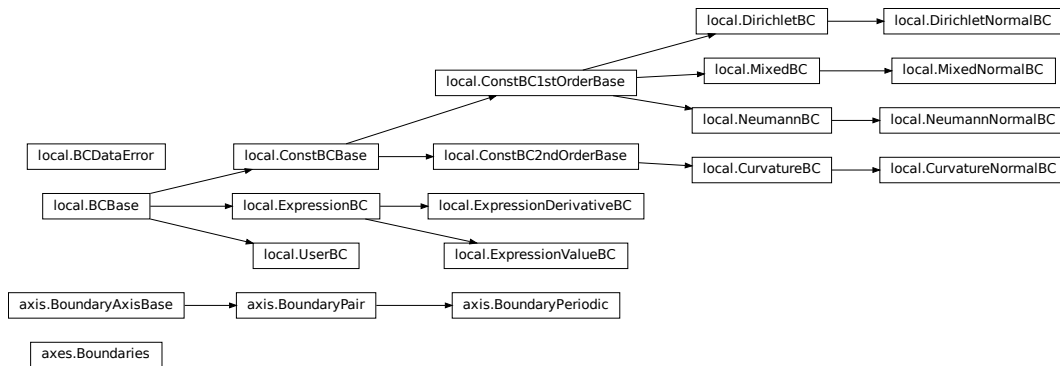 local.DirichletBC
local.DirichletNormalBC
local.ConstBC1stOrderBase
local.MixedBC
local.MixedNormalBC
local.NeumannBC
local.NeumannNormalBC
local.BCDataError
local.ConstBCBase
local.ConstBC2ndOrderBase
local.CurvatureBC
local.CurvatureNormalBC
local.BCBase
local.ExpressionBC
local.ExpressionDerivativeBC
local.UserBC
local.ExpressionValueBC
axis.BoundaryAxisBase
axis.BoundaryPair
axis.BoundaryPeriodic
axes.Boundaries